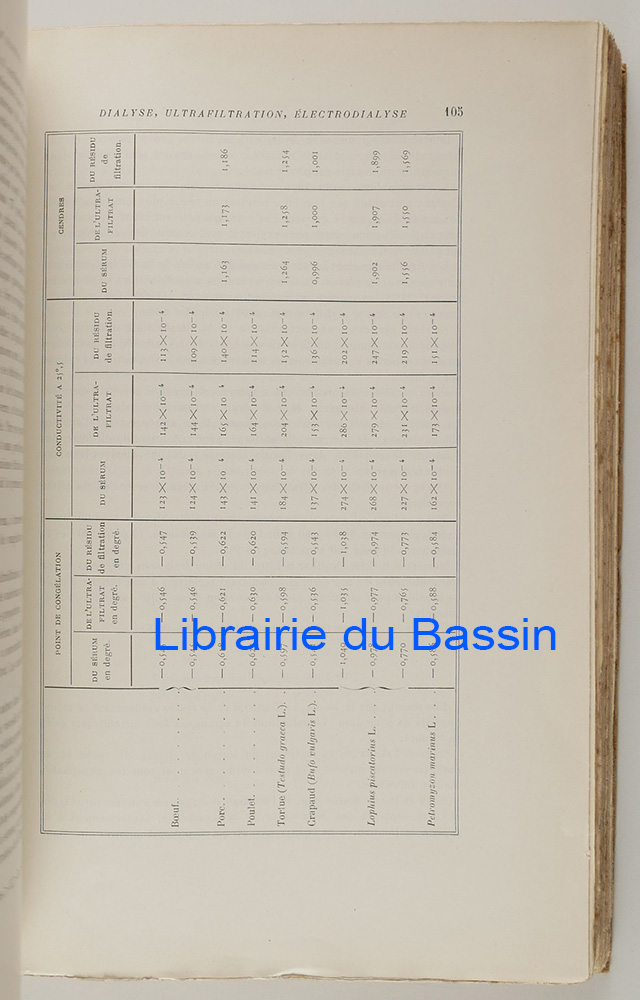 DIALYSE, ULTRAFILTRATION, ÉLECTRODIALYSE 105
POINT DE CONGÉLATION CONDUCTIVITÉ A 25°,5 CENDRES
DU SÉRUM en degré. DE L'ULTRA-FILTRAT en degré. DU RÉSIDU de filtration en degré. DU SÉRUM DE L'ULTRA-FILTRAT DU RÉSIDU de filtration. DU SÉRUM DE L'ULTRA-FILTRAT DU RÉSIDU de filtration.
Bœuf. — 0,546 — 0,547 123 × 10−4 142 × 10−4 113 × 10−4
— 0,546 — 0,539 124 × 10−4 144 × 10−4 109 × 10−4
Porc. — 0,621 — 0,622 143 × 10 4 165 × 10−4 140 × 10−4 1,163 1,173 1,186
Poulet. — 0,630 — 0,620 141 × 10−4 164 × 10−4 114 × 10−4
Tortue (Testudo græca L.). — 0,598 — 0,594 184 × 10−4 204 × 10−4 152 × 10−4 1,264 1,258 1,254
Crapaud (Bufo vulgaris L.). — 0,536 — 0,543 137 × 10−4 153 × 10−4 136 × 10−4 0,996 1,000 1,001
— 1,035 — 1,038 274 × 10−4 286 × 10−4 202 × 10−4
Lophius piscatorius L. — 0,977 — 0,974 268 × 10−4 279 × 10−4 247 × 10−4 1,902 1,907 1,899
— 0,770 — 0,765 — 0,773 227 × 10−4 231 × 10−4 219 × 10−4 1,556 1,550 1,569
Petromyzon marinus L. — 0,588 — 0,584 162 × 10−4 173 × 10−4 151 × 10−4
Librairie du Bassin